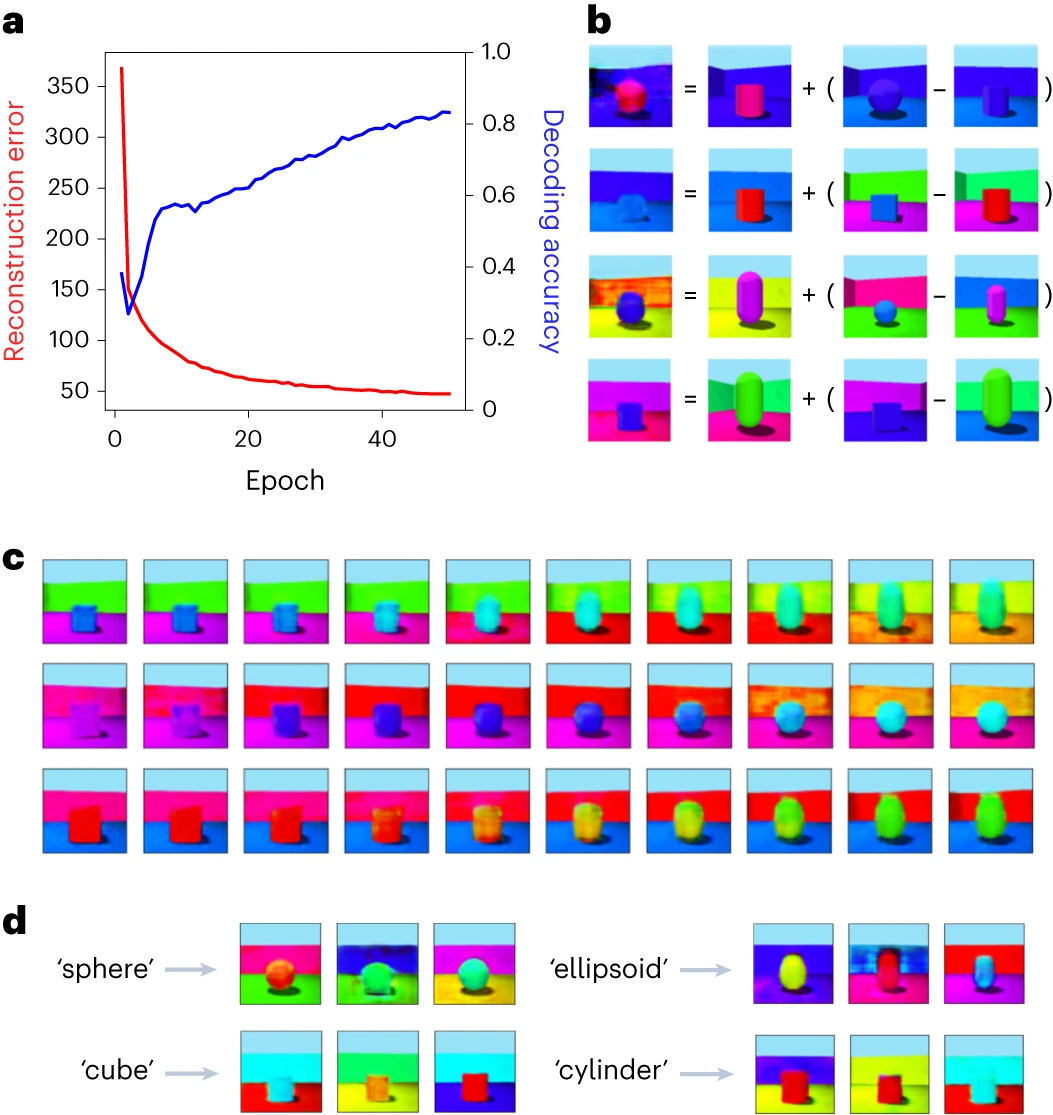 a
Reconstruction error
350
300
250
200
150
100
50
0
20
40
Epoch
1.0
0.8
0.6
0.4
0.2
0
Decoding accuracy
b
= + ( – )
= + ( – )
= + ( – )
= + ( – )
c
d
‘sphere’
‘ellipsoid’
‘cube’
‘cylinder’